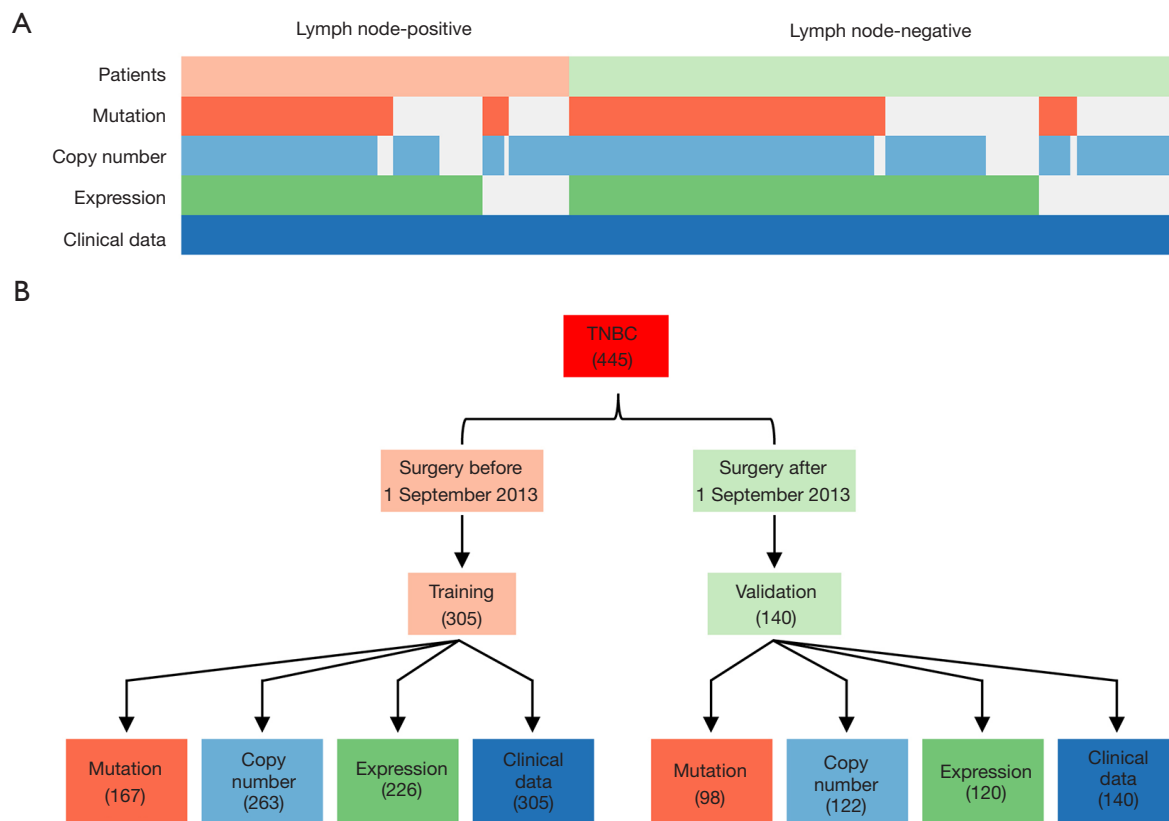 A
Lymph node-positive
Lymph node-negative
Patients
Mutation
Copy number
Expression
Clinical data
B
TNBC
(445)
Surgery before
1 September 2013
Surgery after
1 September 2013
Training
(305)
Validation
(140)
Mutation
(167)
Copy
number
(263)
Expression
(226)
Clinical
data
(305)
Mutation
(98)
Copy
number
(122)
Expression
(120)
Clinical
data
(140)